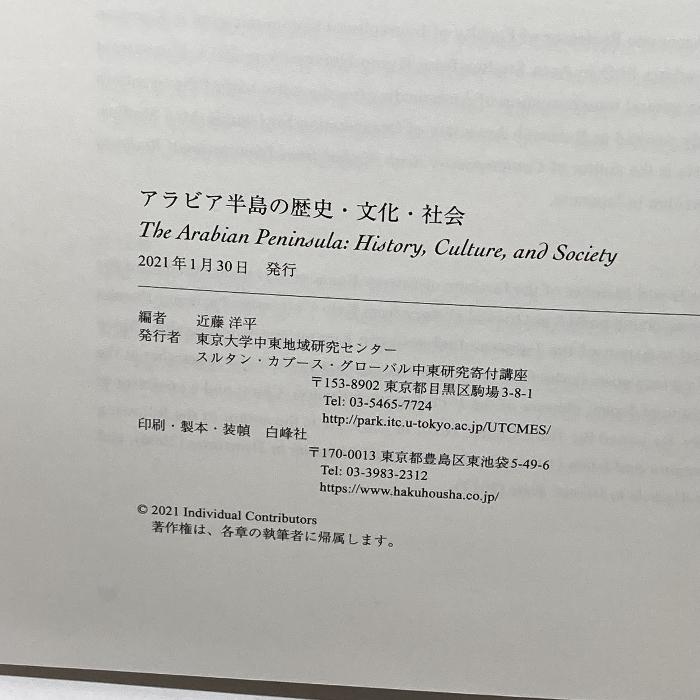 アラビア半島の歴史・文化・社会
The Arabian Peninsula: History, Culture, and Society
2021年1月30日　発行
編者　近藤 洋平
発行者　東京大学中東地域研究センター
スルタン・カブース・グローバル中東研究寄付講座
〒153-8902 東京都目黒区駒場3-8-1
Tel: 03-5465-7724
http://park.itc.u-tokyo.ac.jp/UTCMES/
印刷・製本・装幀　白峰社
〒170-0013 東京都豊島区東池袋5-49-6
Tel: 03-3983-2312
https://www.hakuhousha.co.jp/
© 2021 Individual Contributors
著作権は、各章の執筆者に帰属します。